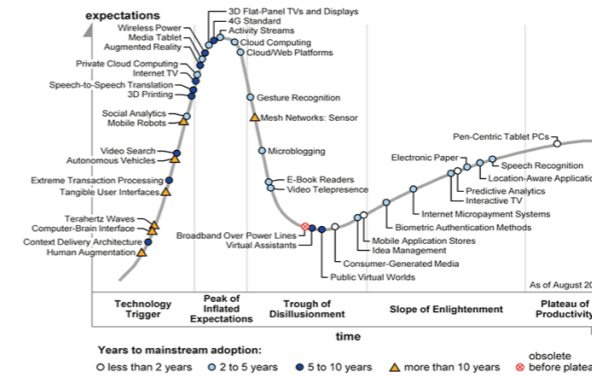 expectations
3D Flat-Panel TVs and Displays
4G Standard
Wireless Power
Activity Streams
Media Tablet
Cloud Computing
Augmented Reality
Cloud/Web Platforms
Private Cloud Computing
Internet TV
Speech-to-Speech Translation
3D Printing
Gesture Recognition
Social Analytics
Mobile Robots
Mesh Networks: Sensor
Pen-Centric Tablet PCs
Video Search
Autonomous Vehicles
Microblogging
Electronic Paper
Speech Recognition
Location-Aware Applicatio
Extreme Transaction Processing
Tangible User Interfaces
E-Book Readers
Video Telepresence
Predictive Analytics
Interactive TV
Internet Micropayment Systems
Terahertz Waves
Computer-Brain Interface
Context Delivery Architecture
Human Augmentation
Broadband Over Power Lines
Virtual Assistants
Biometric Authentication Methods
Mobile Application Stores
Idea Management
Consumer-Generated Media
Public Virtual Worlds
As of August 20
Technology Trigger
Peak of Inflated Expectations
Trough of Disillusionment
Slope of Enlightenment
Plateau of Productivity
time
Years to mainstream adoption:
less than 2 years
2 to 5 years
5 to 10 years
more than 10 years
obsolete
before platea